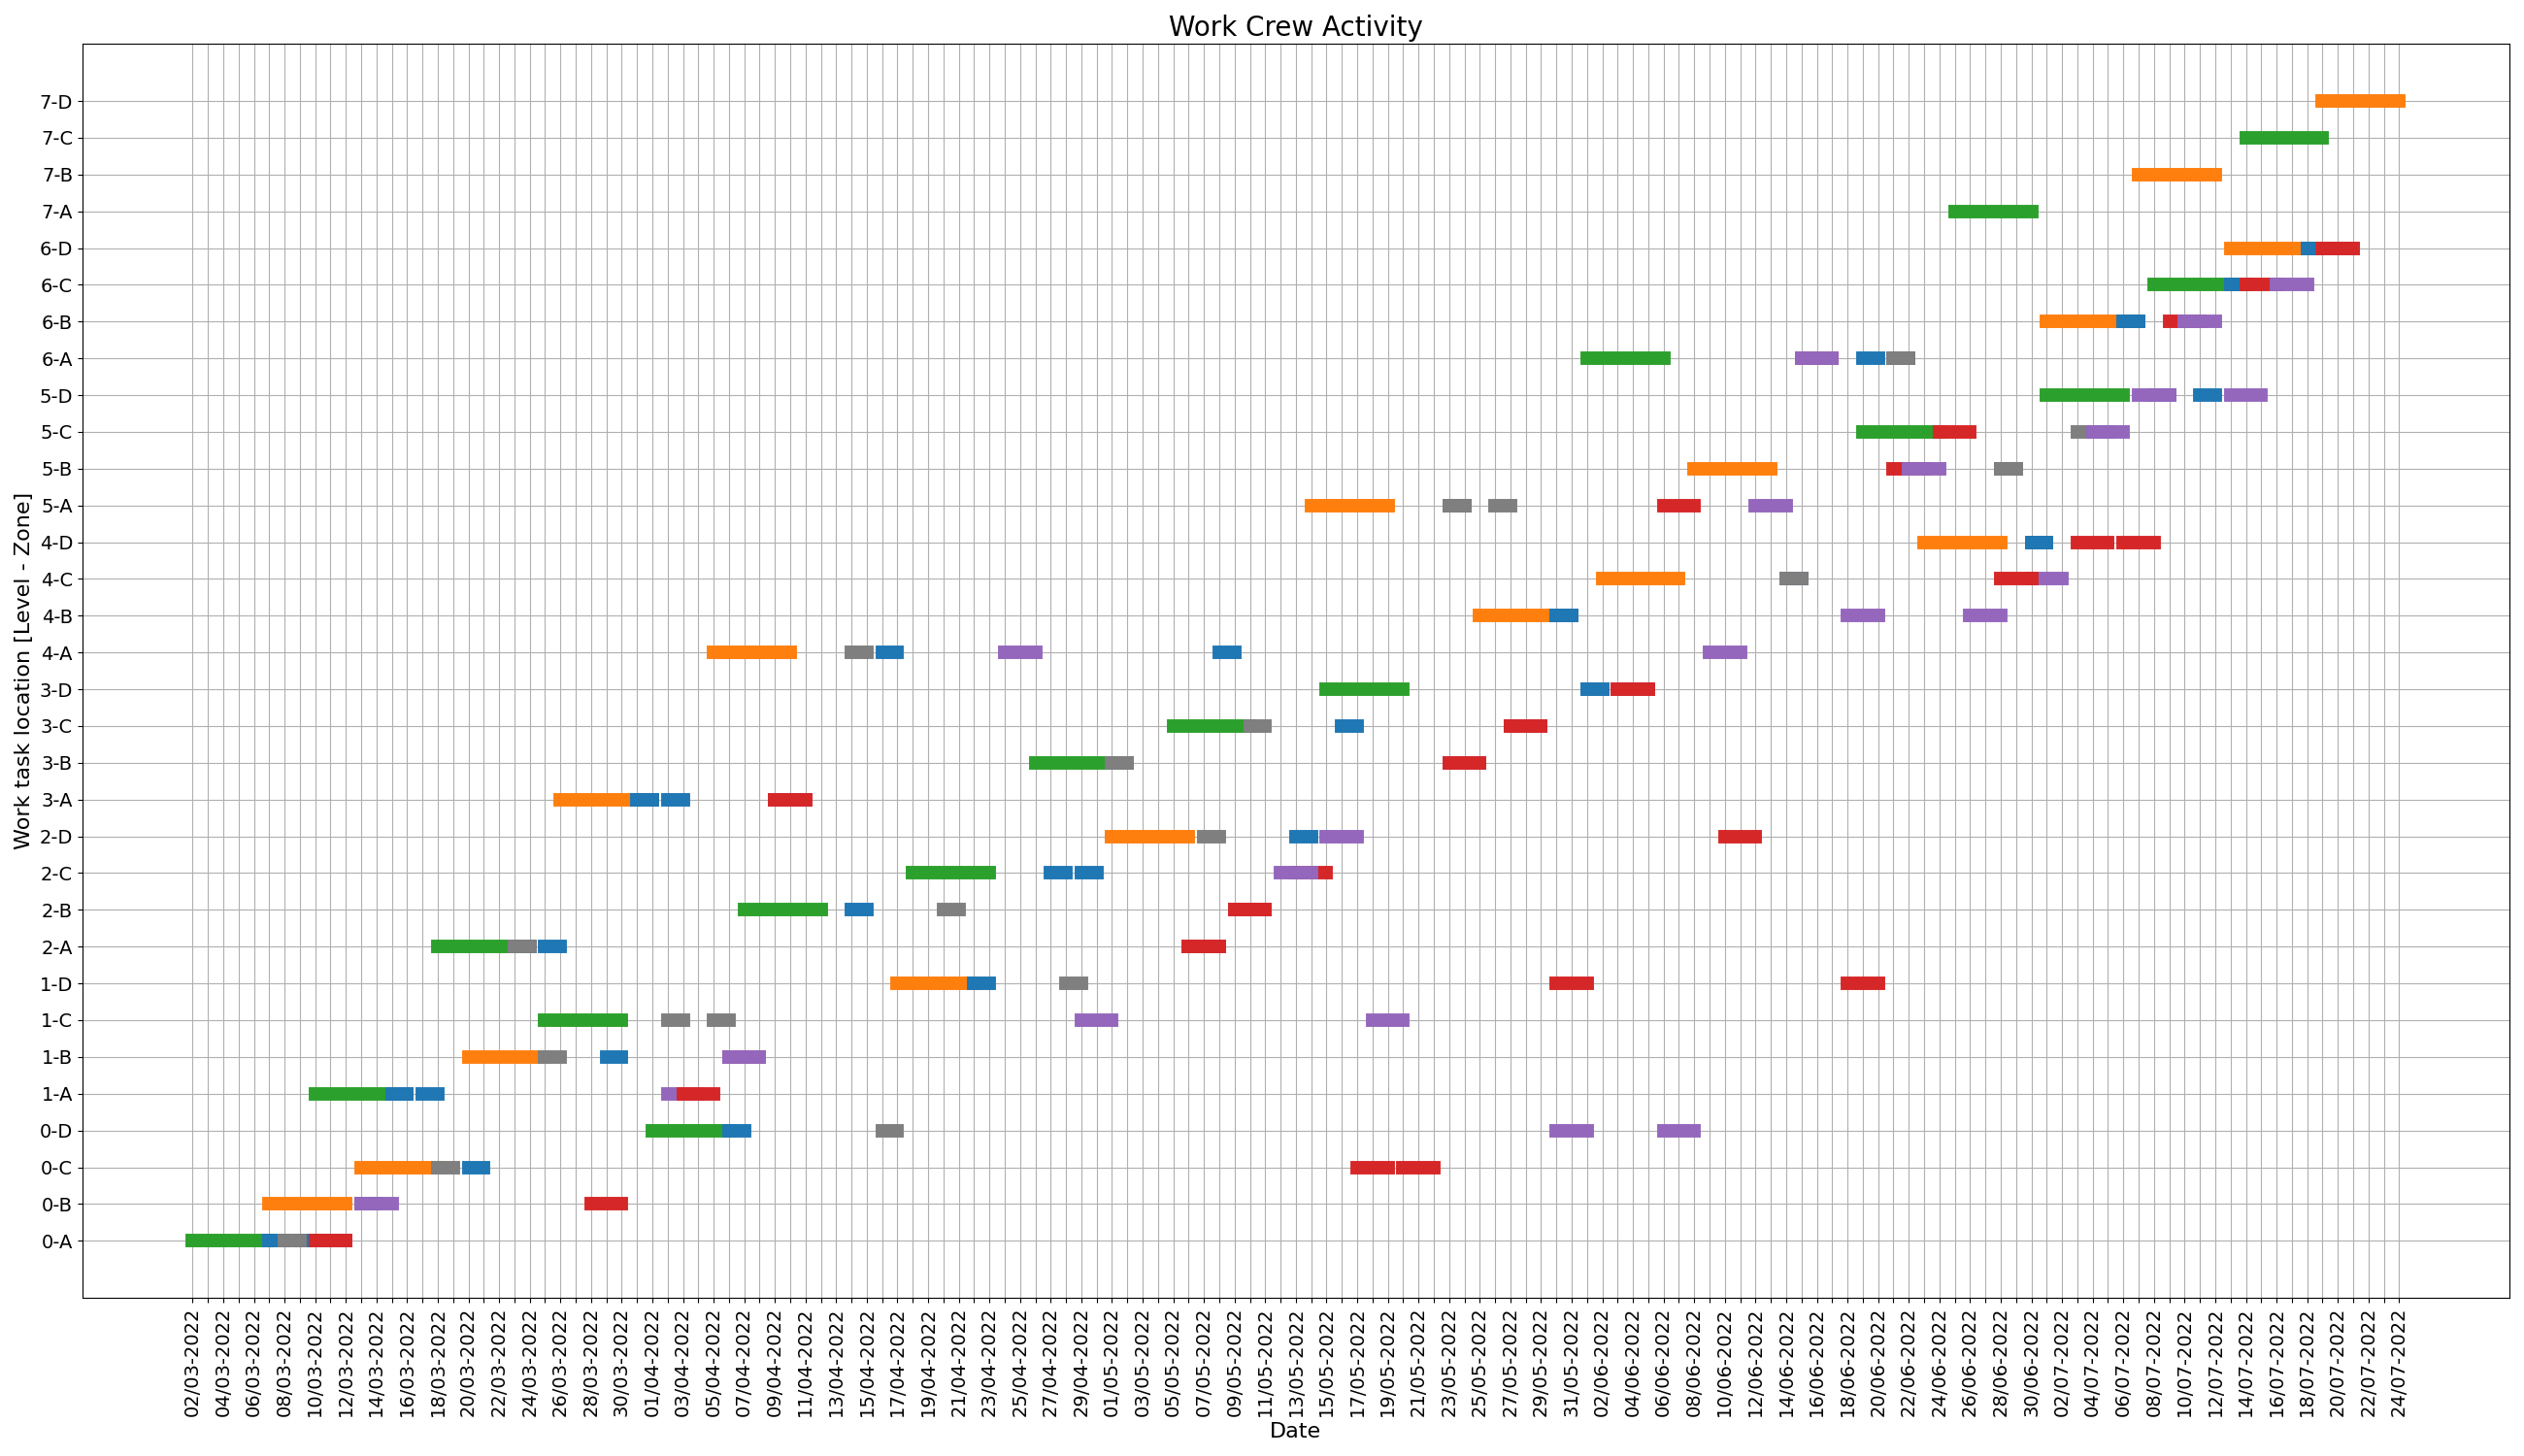 Work Crew Activity
Work task location [Level - Zone]
7-D
7-C
7-B
7-A
6-D
6-C
6-B
6-A
5-D
5-C
5-B
5-A
4-D
4-C
4-B
4-A
3-D
3-C
3-B
3-A
2-D
2-C
2-B
2-A
1-D
1-C
1-B
1-A
0-D
0-C
0-B
0-A
02/03-2022
04/03-2022
06/03-2022
08/03-2022
10/03-2022
12/03-2022
14/03-2022
16/03-2022
18/03-2022
20/03-2022
22/03-2022
24/03-2022
26/03-2022
28/03-2022
30/03-2022
01/04-2022
03/04-2022
05/04-2022
07/04-2022
09/04-2022
11/04-2022
13/04-2022
15/04-2022
17/04-2022
19/04-2022
21/04-2022
23/04-2022
25/04-2022
27/04-2022
29/04-2022
01/05-2022
03/05-2022
05/05-2022
07/05-2022
09/05-2022
11/05-2022
13/05-2022
15/05-2022
17/05-2022
19/05-2022
21/05-2022
23/05-2022
25/05-2022
27/05-2022
29/05-2022
31/05-2022
02/06-2022
04/06-2022
06/06-2022
08/06-2022
10/06-2022
12/06-2022
14/06-2022
16/06-2022
18/06-2022
20/06-2022
22/06-2022
24/06-2022
26/06-2022
28/06-2022
30/06-2022
02/07-2022
04/07-2022
06/07-2022
08/07-2022
10/07-2022
12/07-2022
14/07-2022
16/07-2022
18/07-2022
20/07-2022
22/07-2022
24/07-2022
Date